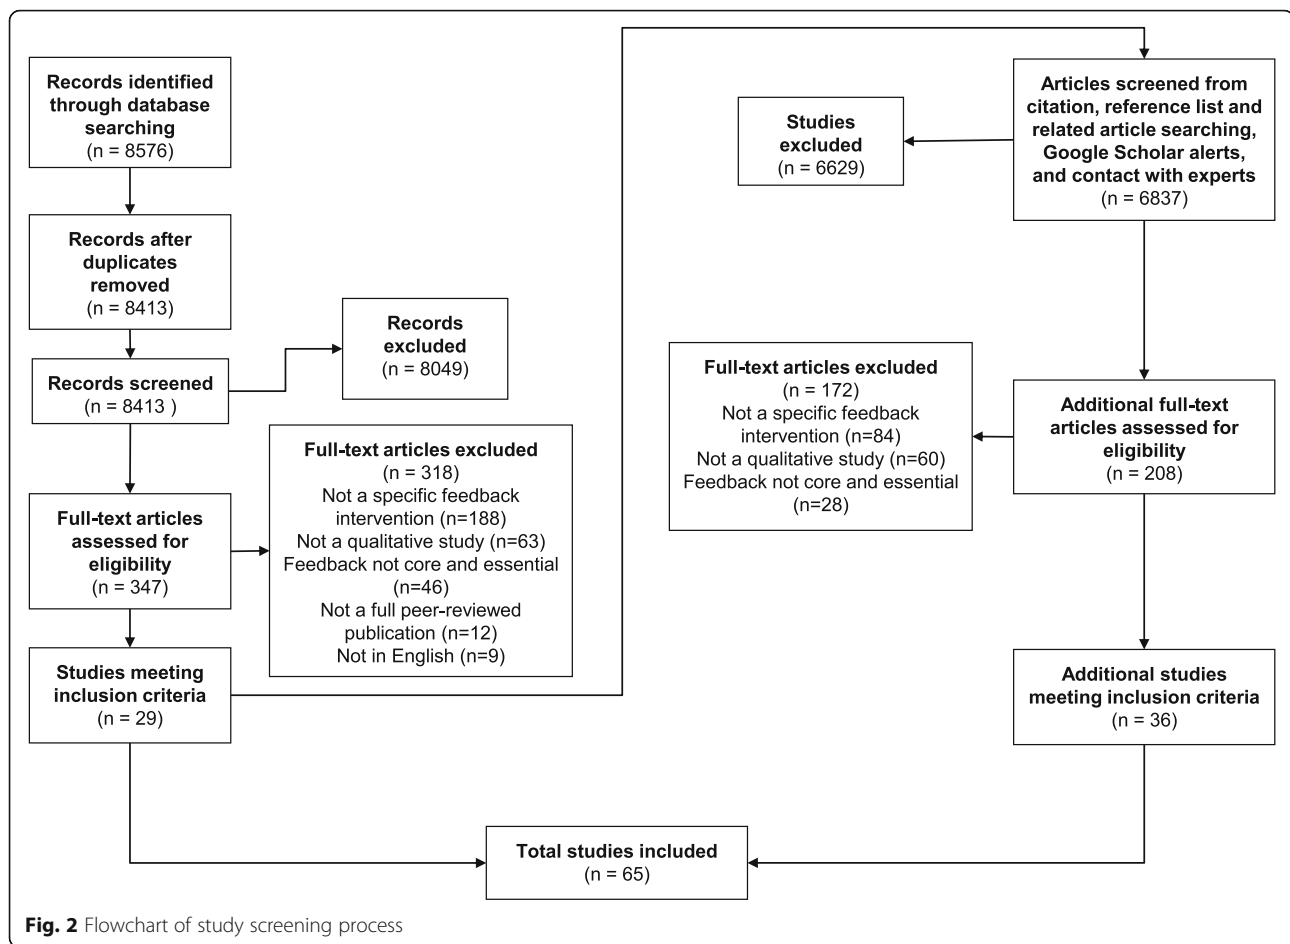 Records identified
through database
searching
(n = 8576)
Records after
duplicates
removed
(n = 8413)
Records screened
(n = 8413 )
Records
excluded
(n = 8049)
Full-text articles
assessed for
eligibility
(n = 347)
Full-text articles excluded
(n = 318)
Not a specific feedback
intervention (n=188)
Not a qualitative study (n=63)
Feedback not core and essential
(n=46)
Not a full peer-reviewed
publication (n=12)
Not in English (n=9)
Studies meeting
inclusion criteria
(n = 29)
Articles screened from
citation, reference list and
related article searching,
Google Scholar alerts,
and contact with experts
(n = 6837)
Studies
excluded
(n = 6629)
Additional full-text
articles assessed for
eligibility
(n = 208)
Full-text articles excluded
(n = 172)
Not a specific feedback
intervention (n=84)
Not a qualitative study (n=60)
Feedback not core and essential
(n=28)
Additional studies
meeting inclusion criteria
(n = 36)
Total studies included
(n = 65)
Fig. 2 Flowchart of study screening process